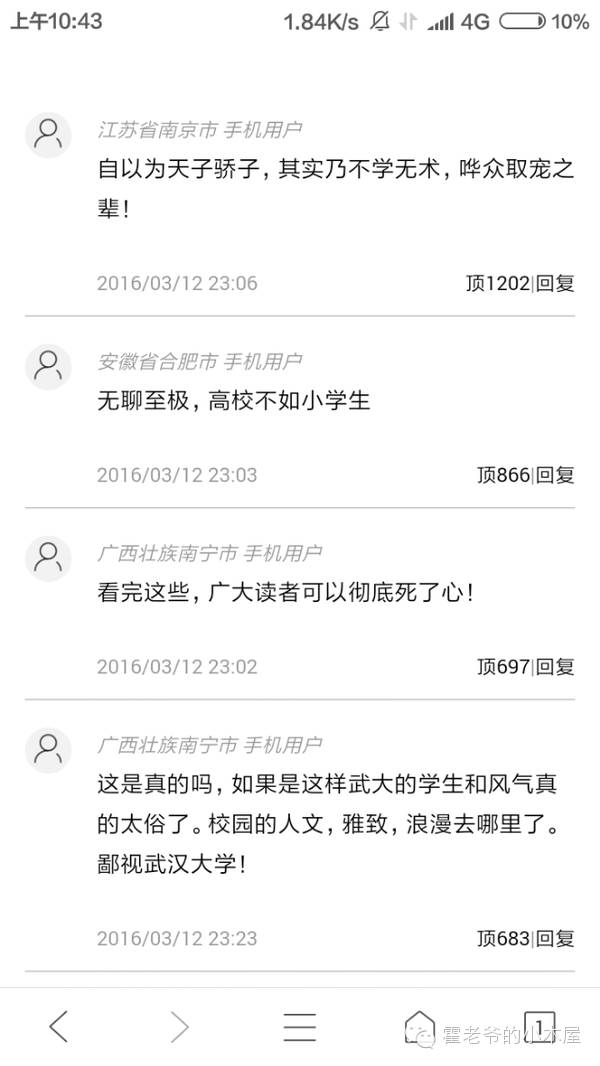 上午10:43 1.84K/s 4G 10%
江苏省南京市 手机用户
自以为天子骄子，其实乃不学无术，哗众取宠之
辈！
2016/03/12 23:06 顶1202|回复
安徽省合肥市 手机用户
无聊至极，高校不如小学生
2016/03/12 23:03 顶866|回复
广西壮族南宁市 手机用户
看完这些，广大读者可以彻底死了心！
2016/03/12 23:02 顶697|回复
广西壮族南宁市 手机用户
这是真的吗，如果是这样武大的学生和风气真
的太俗了。校园的人文，雅致，浪漫去哪里了。
鄙视武汉大学！
2016/03/12 23:23 顶683|回复
1
霍老爷的小木屋